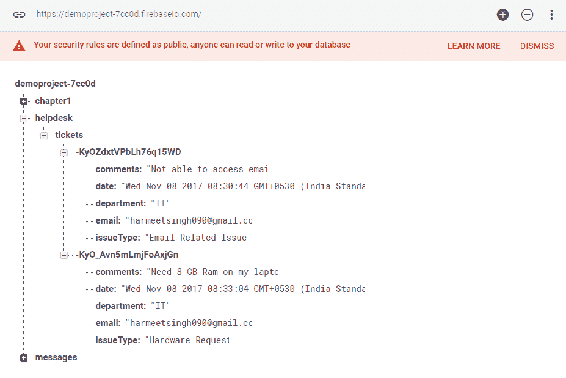 https://demoproject-7cc0d.firebaseio.com/
Your security rules are defined as public, anyone can read or write to your database
LEARN MORE
DISMISS
demoproject-7cc0d
chapter1
helpdesk
tickets
-KyOZdxtVPbLh76q15WD
comments: "Not able to access emai
date: "Wed Nov 08 2017 08:30:44 GMT+0530 (India Standa
department: "IT"
email: "harmeetsingh090@gmail.cc
issueType: "Email Related Issue
-KyO_Avn5mLmjFoAxjGn
comments: "Need 8 GB Ram on my lapto
date: "Wed Nov 08 2017 08:33:04 GMT+0530 (India Standa
department: "IT"
email: "harmeetsingh090@gmail.cc
issueType: "Hardware Request
messages